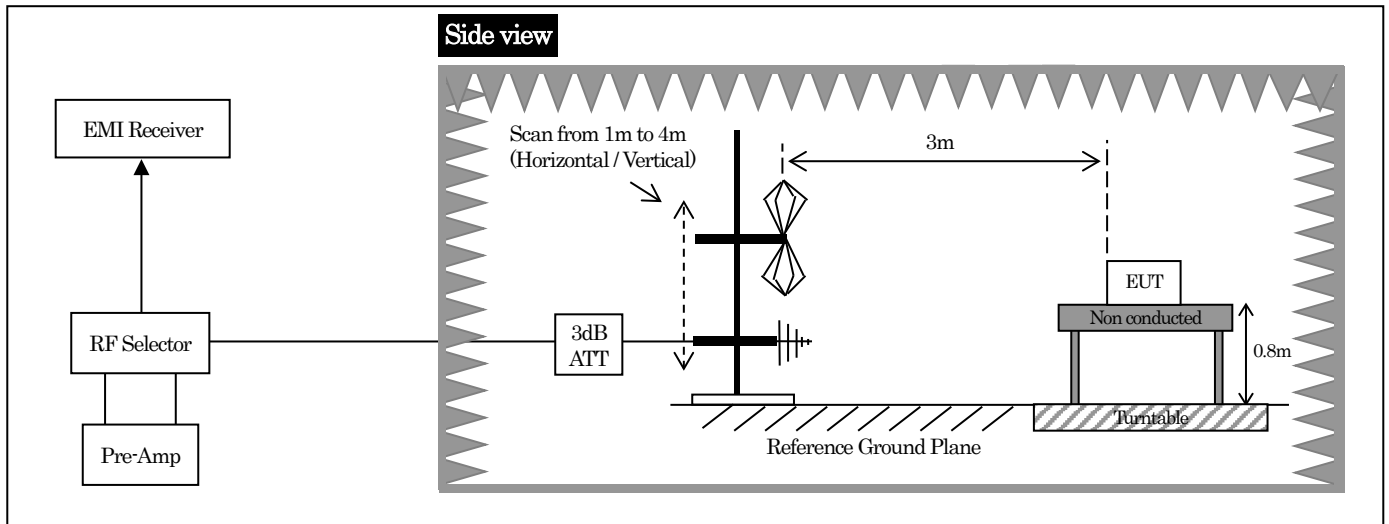 Side view
EMI Receiver
Scan from 1m to 4m
(Horizontal / Vertical)
3m
EUT
Non conducted
RF Selector
3dB
ATT
0.8m
Turntable
Reference Ground Plane
Pre-Amp